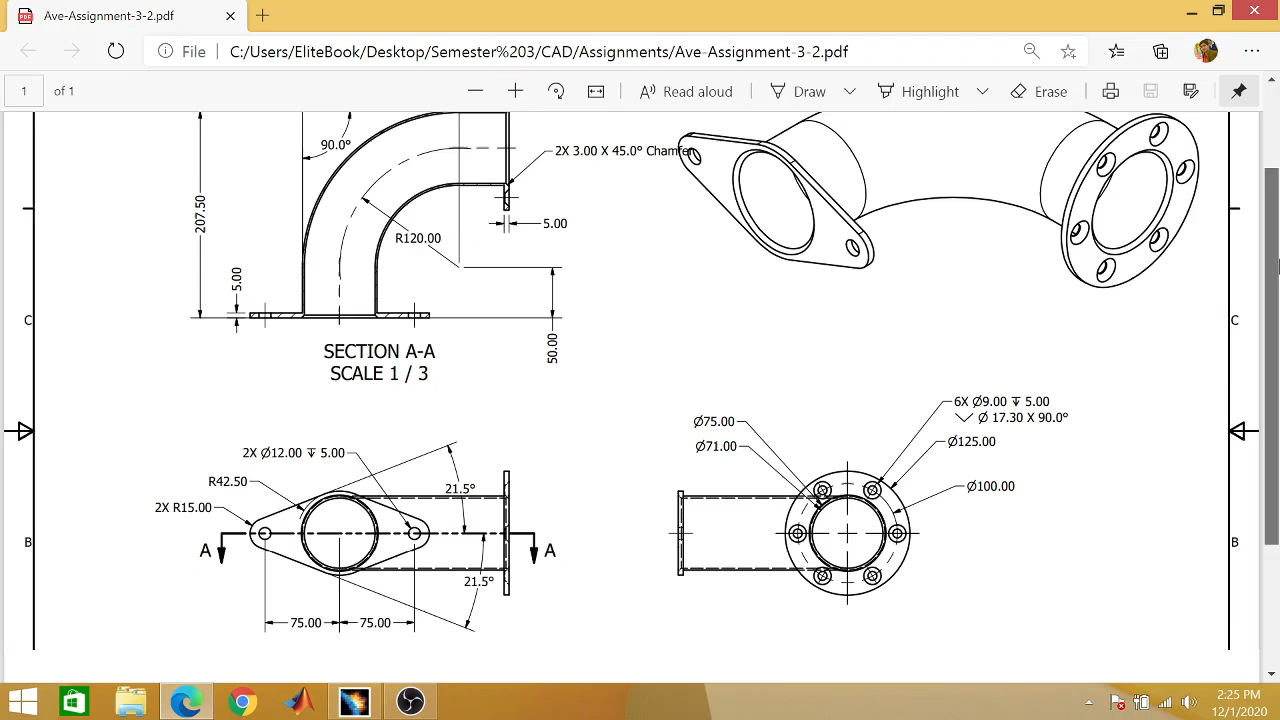 Ave-Assignment-3-2.pdf
File
C:/Users/EliteBook/Desktop/Semester%203/CAD/Assignments/Ave-Assignment-3-2.pdf
1 of 1
Read aloud
Draw
Highlight
Erase
90.0°
2X 3.00 X 45.0° Chamfer
207.50
5.00
R120.00
5.00
50.00
C
C
SECTION A-A
SCALE 1 / 3
6X Ø9.00 ↧ 5.00
⌵ Ø 17.30 X 90.0°
Ø75.00
Ø71.00
Ø125.00
Ø100.00
2X Ø12.00 ↧ 5.00
R42.50
2X R15.00
21.5°
21.5°
A
A
B
B
75.00
75.00
2:25 PM
12/1/2020